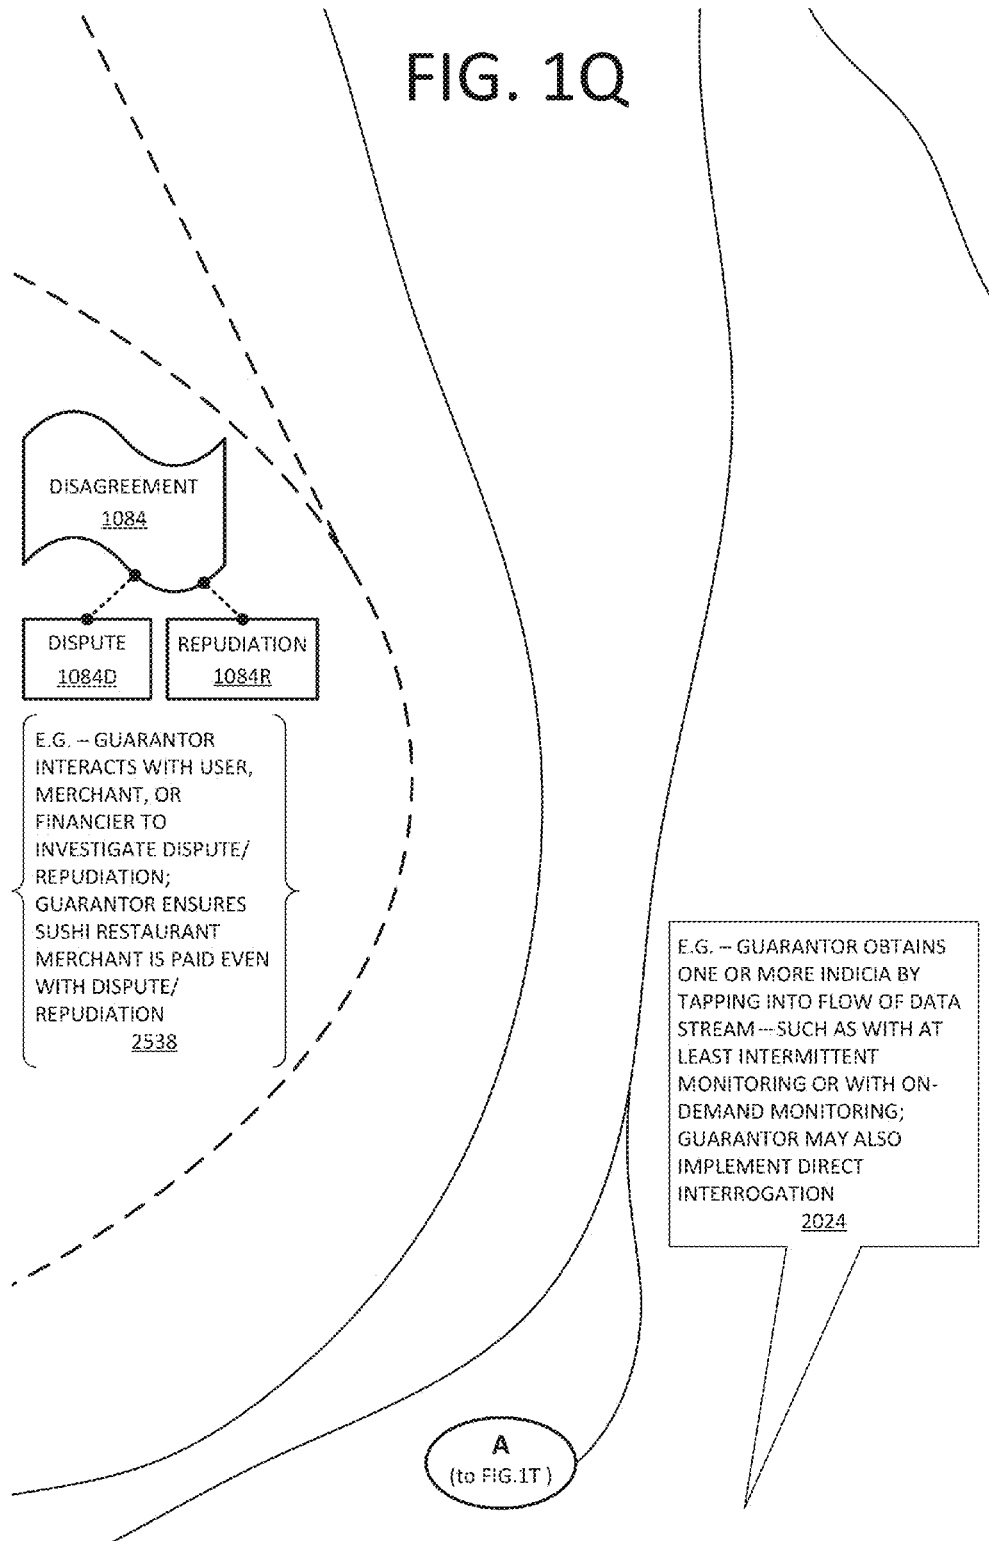 FIG. 1Q
DISAGREEMENT
1084
DISPUTE
1084D
REPUDIATION
1084R
E.G. – GUARANTOR
INTERACTS WITH USER,
MERCHANT, OR
FINANCIER TO
INVESTIGATE DISPUTE/
REPUDIATION;
GUARANTOR ENSURES
SUSHI RESTAURANT
MERCHANT IS PAID EVEN
WITH DISPUTE/
REPUDIATION
2538
E.G. – GUARANTOR OBTAINS
ONE OR MORE INDICIA BY
TAPPING INTO FLOW OF DATA
STREAM—SUCH AS WITH AT
LEAST INTERMITTENT
MONITORING OR WITH ON-
DEMAND MONITORING;
GUARANTOR MAY ALSO
IMPLEMENT DIRECT
INTERROGATION
2024
A
(to FIG.1T )